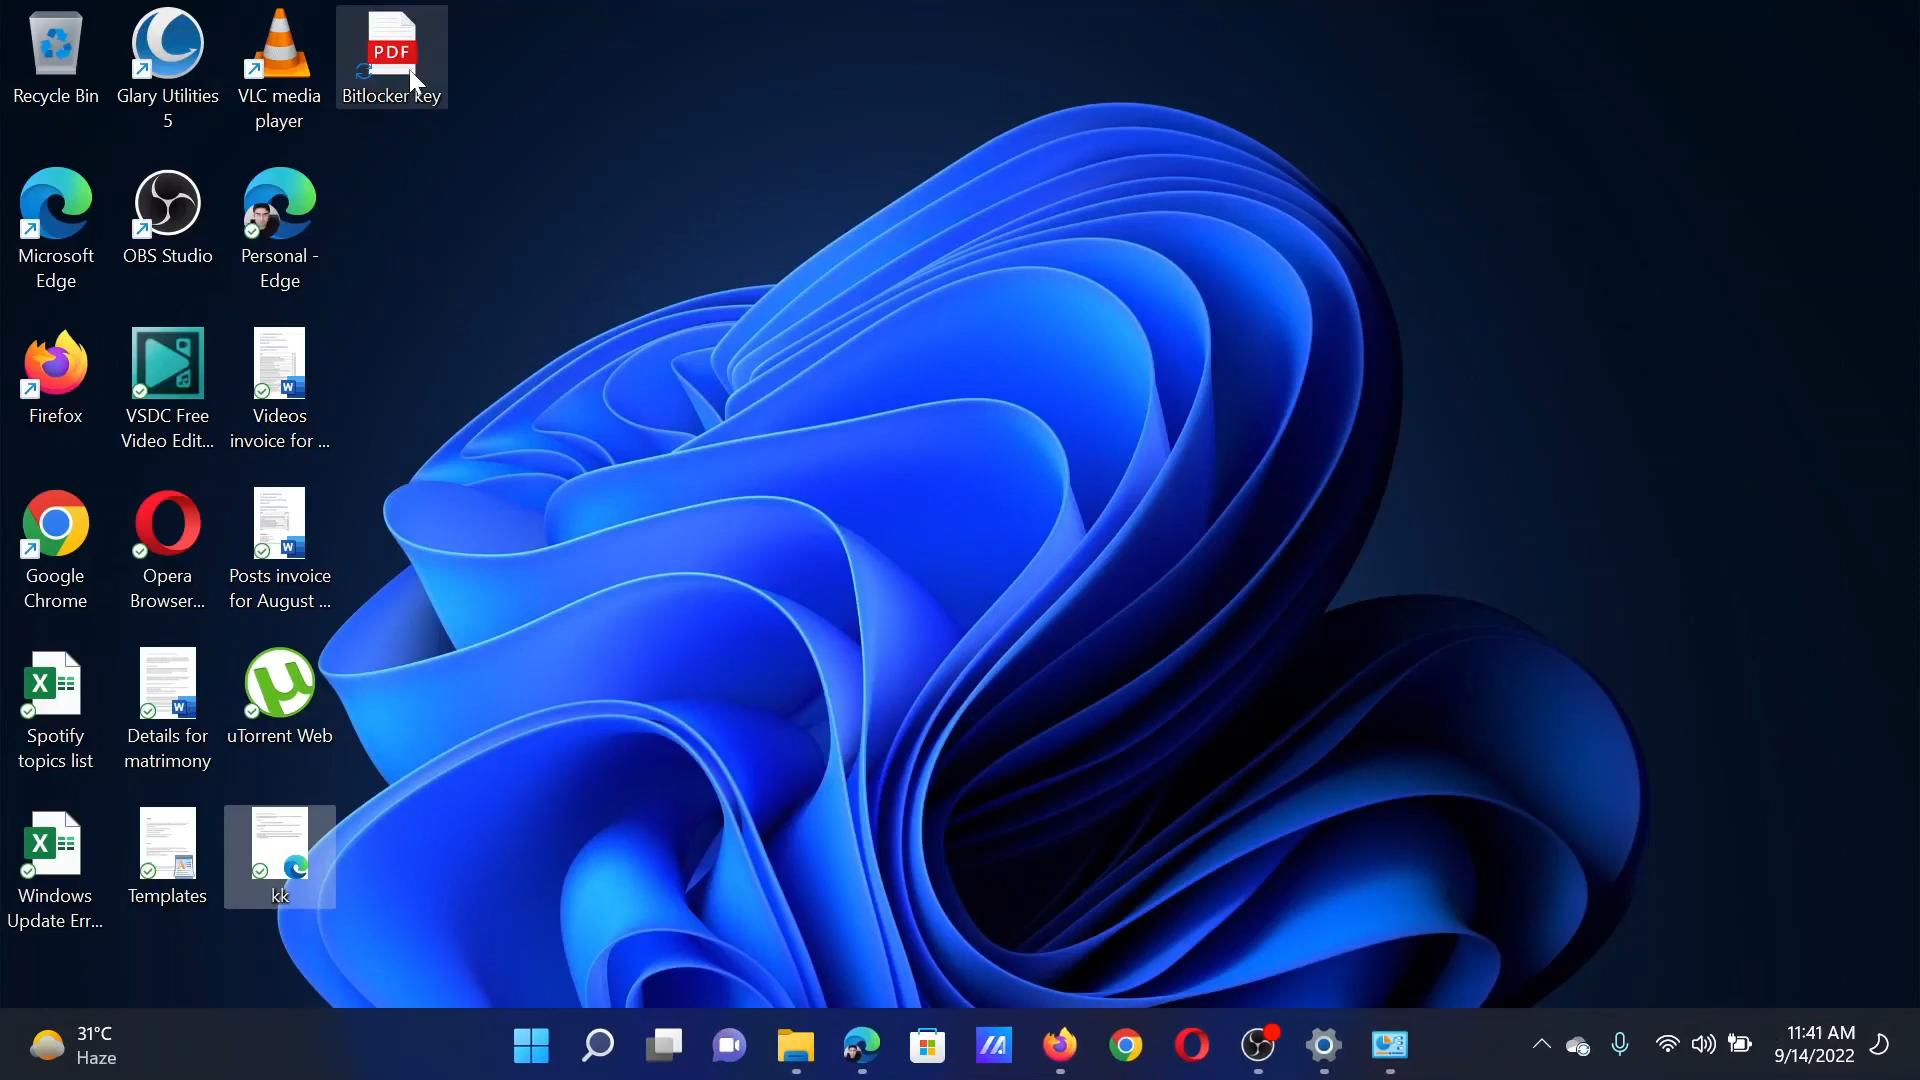 Recycle Bin
Glary Utilities
5
VLC media
player
PDF
Bitlocker key
Microsoft
Edge
OBS Studio
Personal -
Edge
Firefox
VSDC Free
Video Edit...
Videos
invoice for ...
Google
Chrome
Opera
Browser...
Posts invoice
for August ...
Spotify
topics list
Details for
matrimony
uTorrent Web
Windows
Update Err...
Templates
kk
31°C
Haze
11:41 AM
9/14/2022